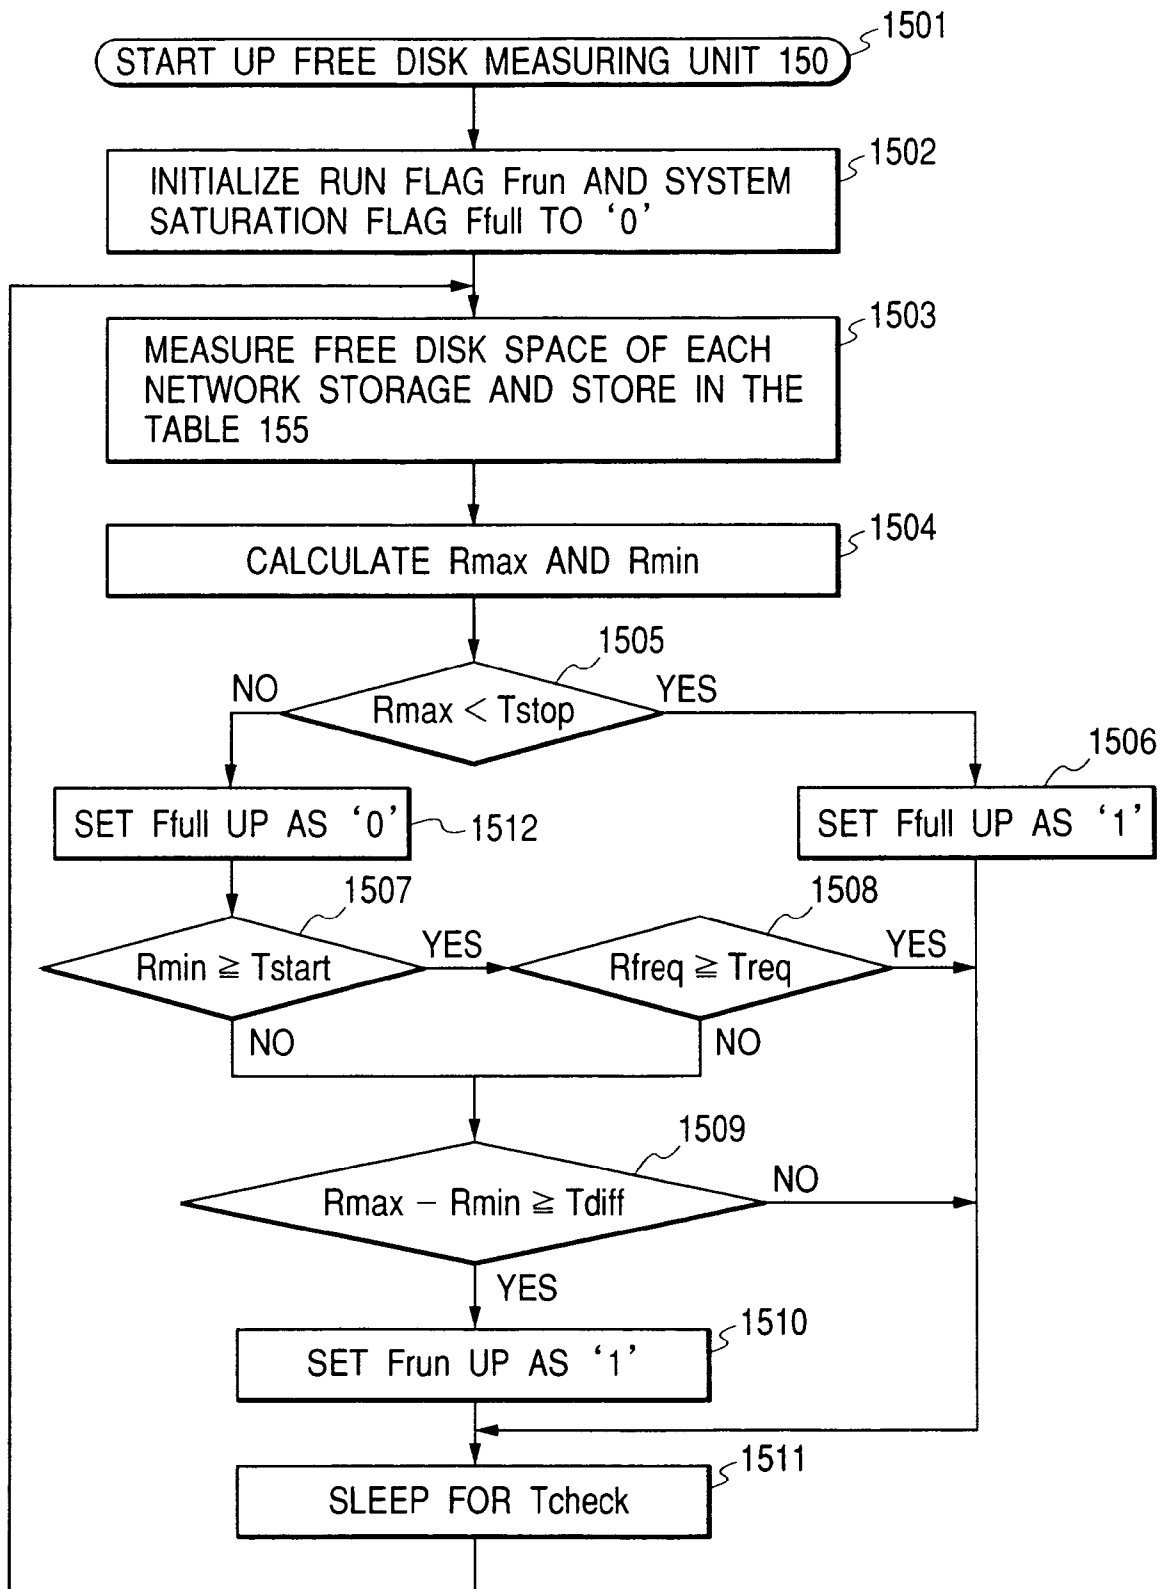 1501
START UP FREE DISK MEASURING UNIT 150
1502
INITIALIZE RUN FLAG Frun AND SYSTEM
SATURATION FLAG Ffull TO ‘0’
1503
MEASURE FREE DISK SPACE OF EACH
NETWORK STORAGE AND STORE IN THE
TABLE 155
1504
CALCULATE Rmax AND Rmin
1505
NO
YES
Rmax < Tstop
1506
SET Ffull UP AS ‘0’
1512
SET Ffull UP AS ‘1’
1507
1508
Rmin ≧ Tstart
YES
Rfreq ≧ Treq
YES
NO
NO
1509
Rmax − Rmin ≧ Tdiff
NO
YES
1510
SET Frun UP AS ‘1’
1511
SLEEP FOR Tcheck